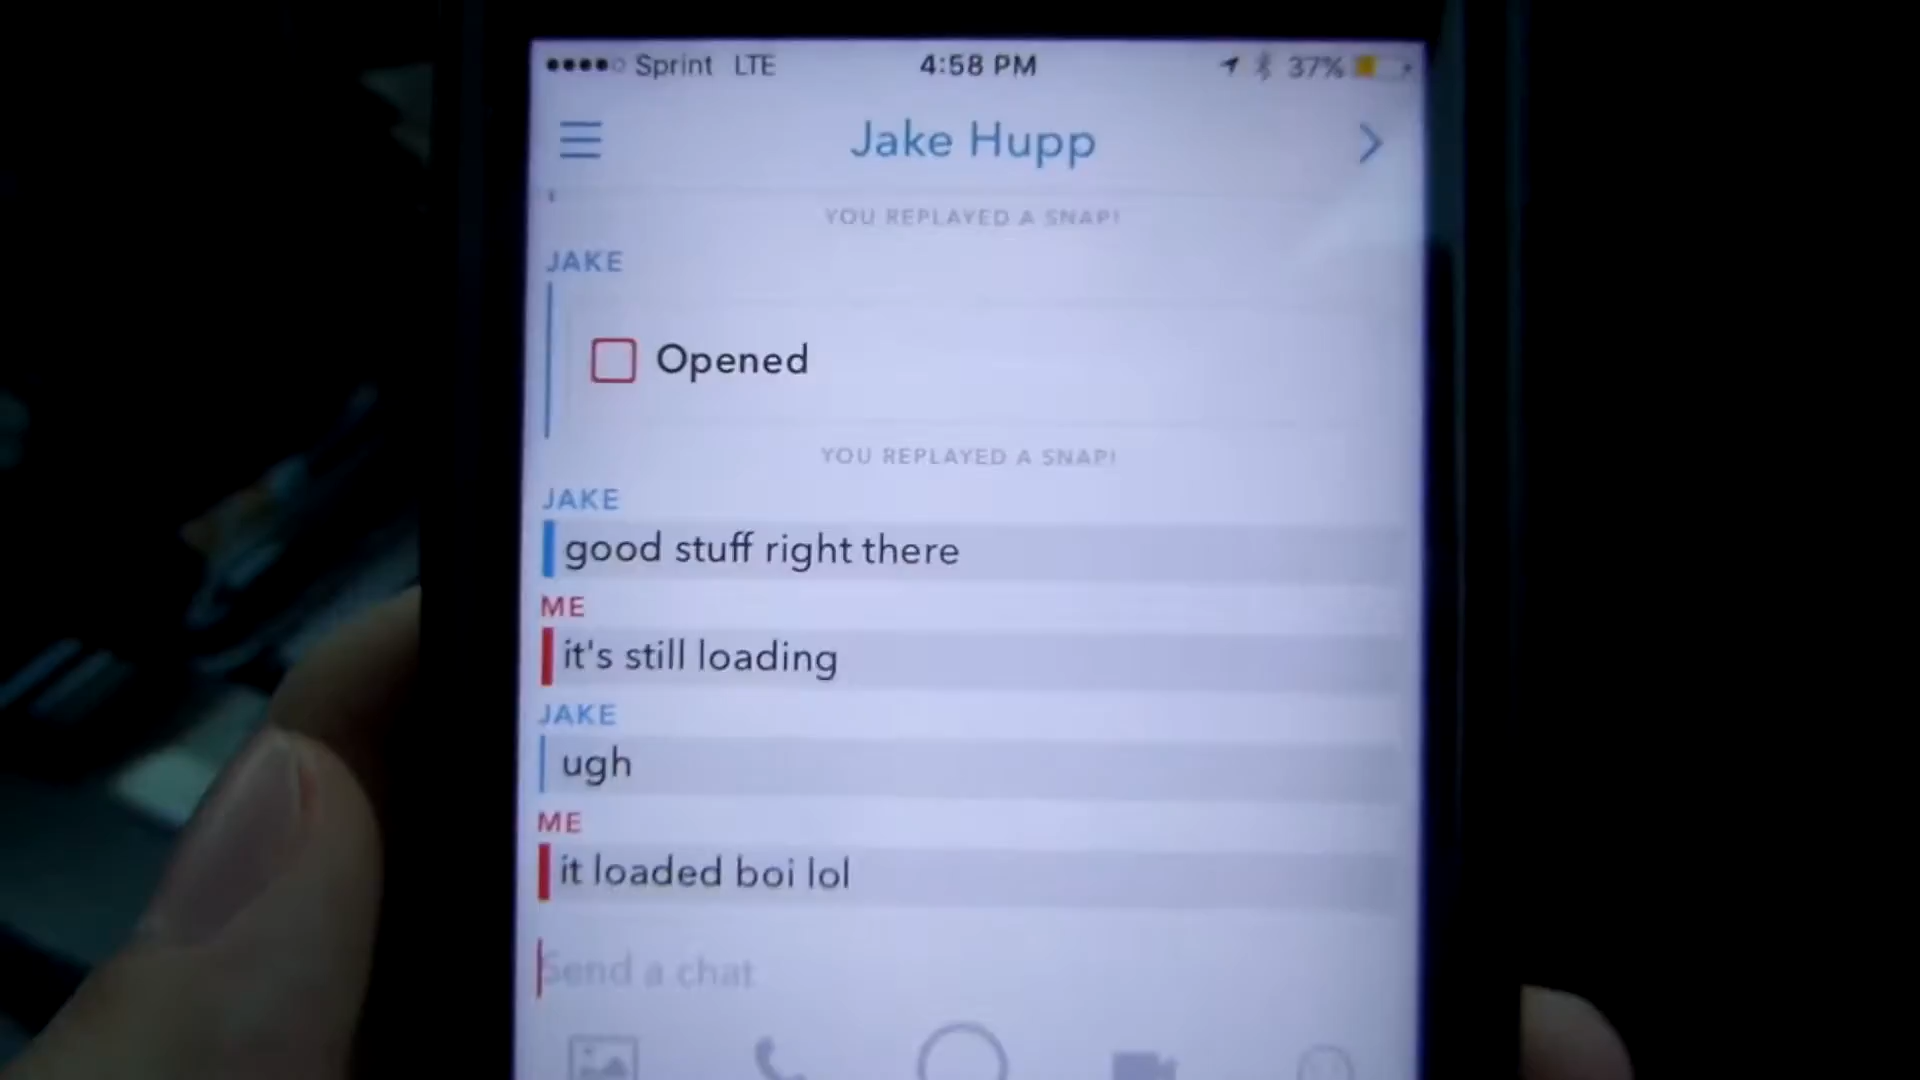 Sprint LTE 4:58 PM 37%
Jake Hupp
YOU REPLAYED A SNAP!
JAKE
Opened
YOU REPLAYED A SNAP!
JAKE
good stuff right there
ME
it's still loading
JAKE
ugh
ME
it loaded boi lol
Send a chat